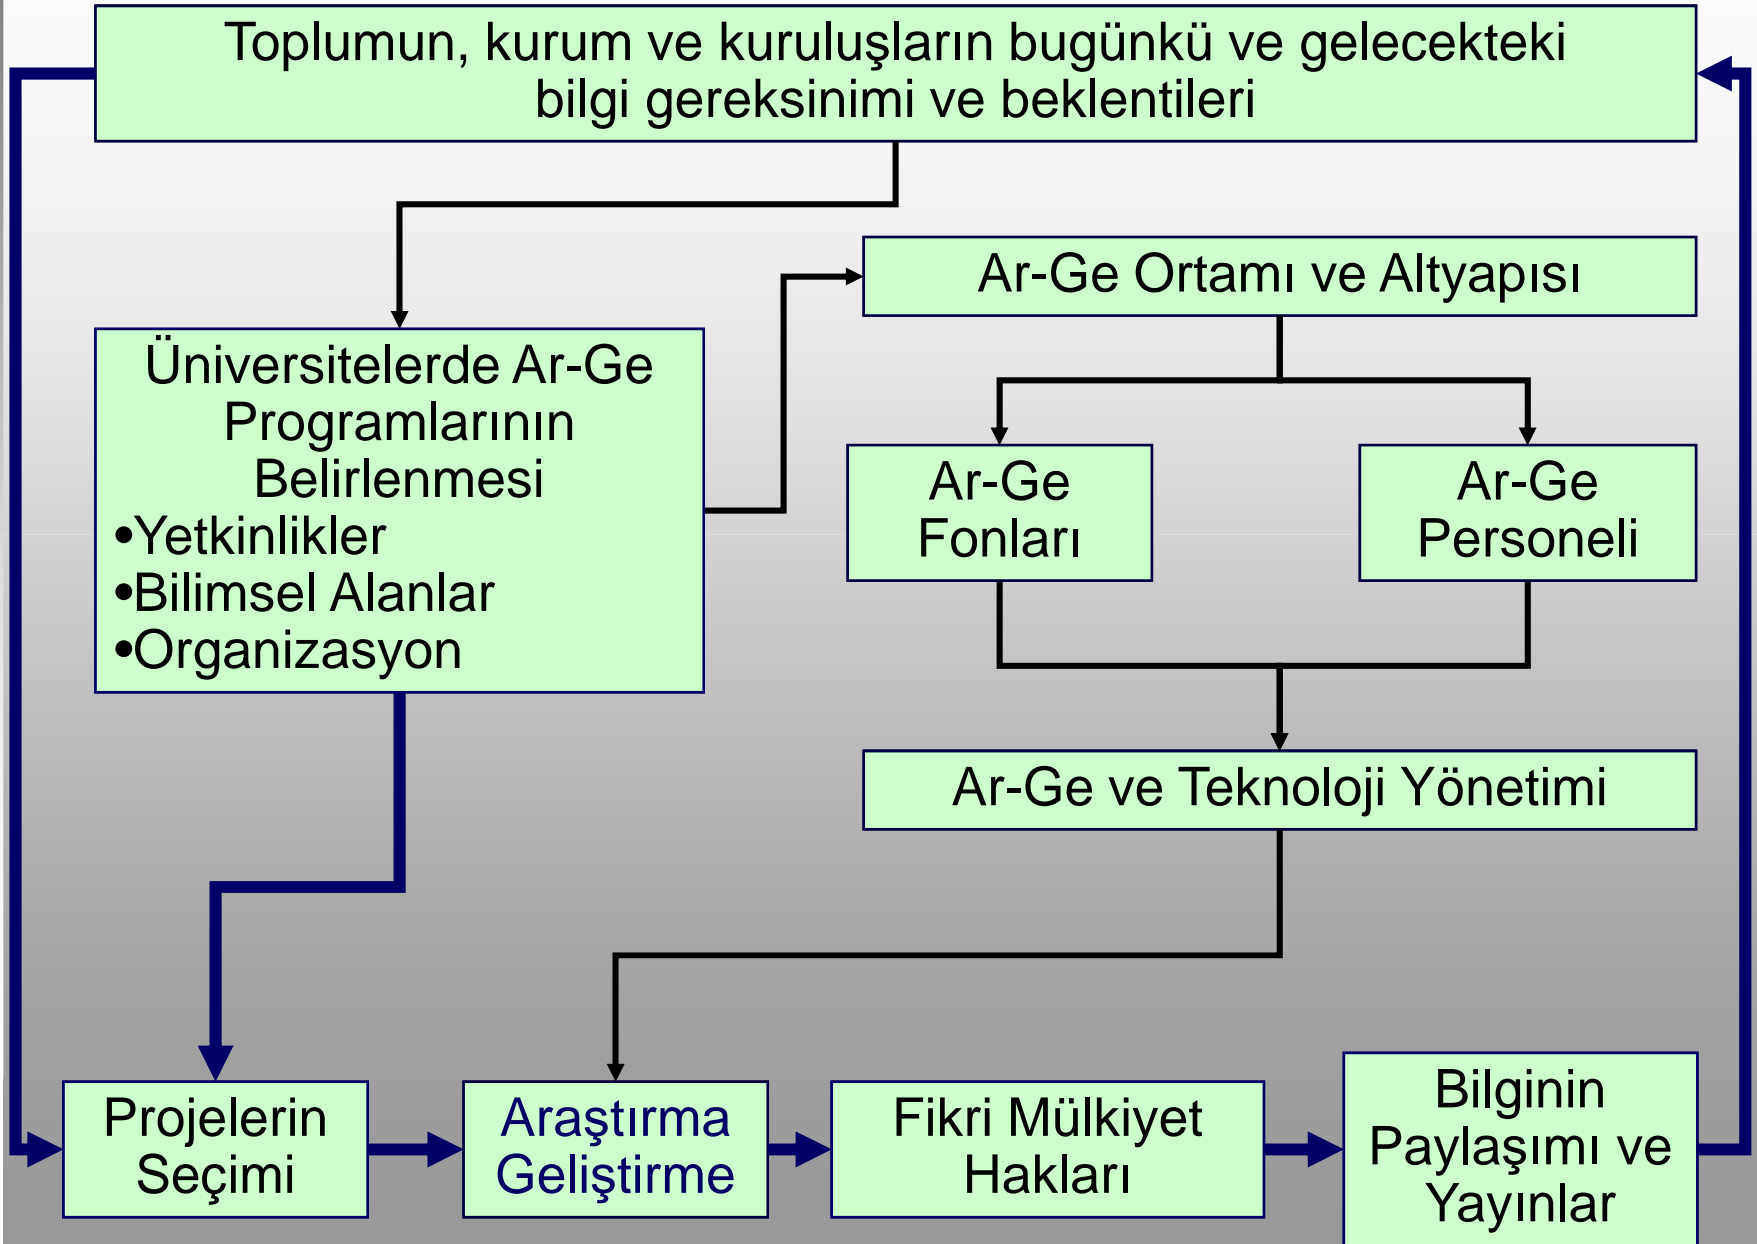 Toplumun, kurum ve kuruluşların bugünkü ve gelecekteki
bilgi gereksinimi ve beklentileri
Ar-Ge Ortamı ve Altyapısı
Üniversitelerde Ar-Ge
Programlarının
Belirlenmesi
•Yetkinlikler
•Bilimsel Alanlar
•Organizasyon
Ar-Ge
Fonları
Ar-Ge
Personeli
Ar-Ge ve Teknoloji Yönetimi
Projelerin
Seçimi
Araştırma
Geliştirme
Fikri Mülkiyet
Hakları
Bilginin
Paylaşımı ve
Yayınlar